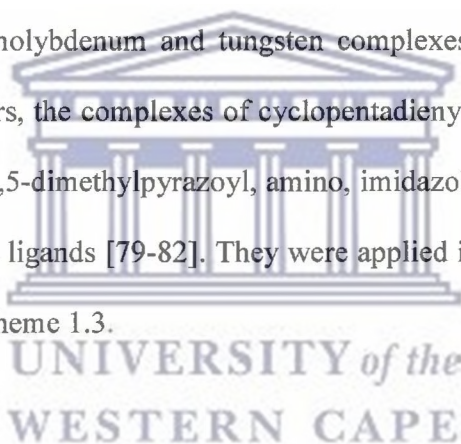 molybdenum and tungsten complexes
rs, the complexes of cyclopentadieny
,5-dimethylpyrazoyl, amino, imidazo
ligands [79-82]. They were applied i
heme 1.3.
UNIVERSITY of the
WESTERN CAPE